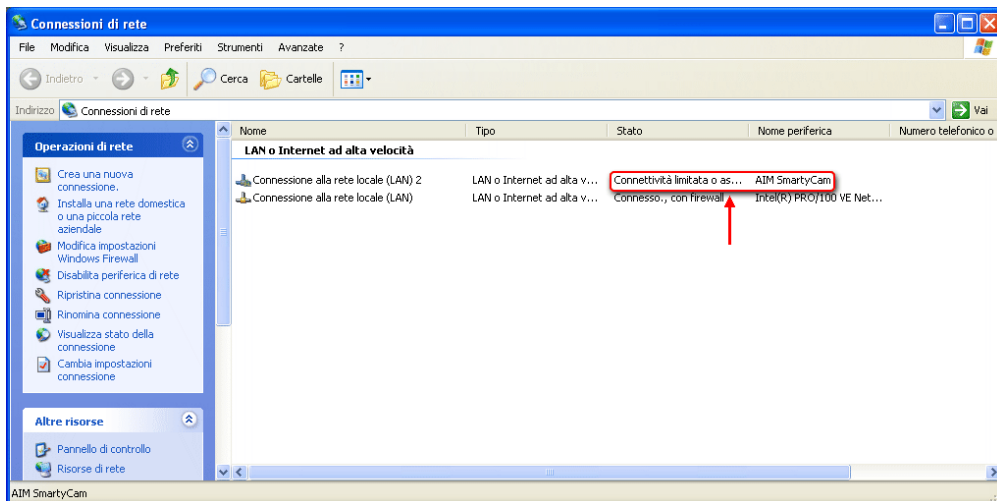 Connessioni di rete
File Modifica Visualizza Preferiti Strumenti Avanzate ?
Indietro Cerca Cartelle
Indirizzo Connessioni di rete Vai
Operazioni di rete
Crea una nuova
connessione.
Installa una rete domestica
o una piccola rete
aziendale
Modifica impostazioni
Windows Firewall
Disabilita periferica di rete
Ripristina connessione
Rinomina connessione
Visualizza stato della
connessione
Cambia impostazioni
connessione
Altre risorse
Pannello di controllo
Risorse di rete
Nome Tipo Stato Nome periferica Numero telefonico o
LAN o Internet ad alta velocità
Connessione alla rete locale (LAN) 2 LAN o Internet ad alta v... Connettività limitata o as... AIM SmartyCam
Connessione alla rete locale (LAN) LAN o Internet ad alta v... Connesso., con firewall Intel(R) PRO/100 VE Net...
AIM SmartyCam